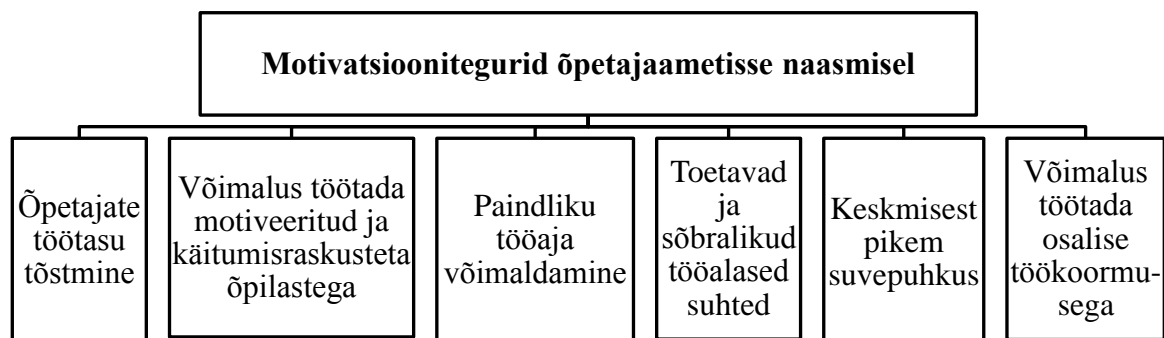 Motivatsioonitegurid õpetajaametisse naasmisel
Õpetajate
töötasu
tõstmine
Võimalus töötada
motiveeritud ja
käitumisraskusteta
õpilastega
Paindliku
tööaja
võimaldamine
Toetavad
ja
sõbralikud
tööalased
suhted
Keskmisest
pikem
suvepuhkus
Võimalus
töötada
osalise
töökoormu-
sega